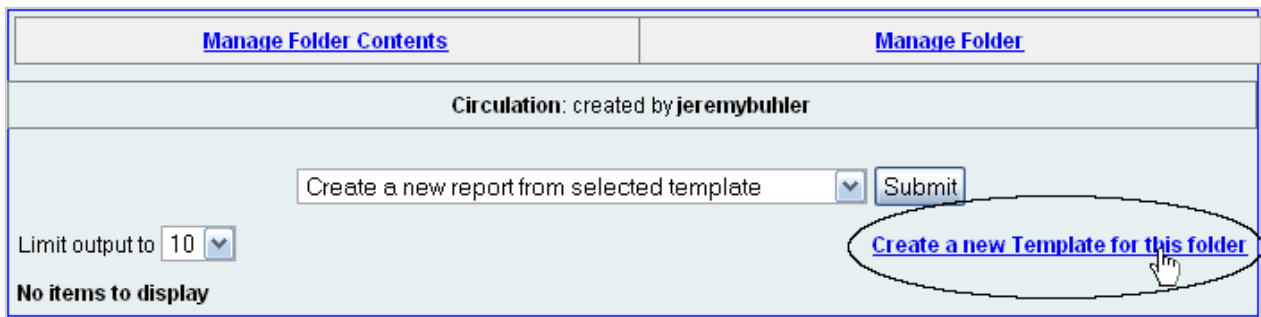 Manage Folder Contents Manage Folder
Circulation: created by jeremybuhler
Create a new report from selected template Submit
Limit output to 10 Create a new Template for this folder
No items to display